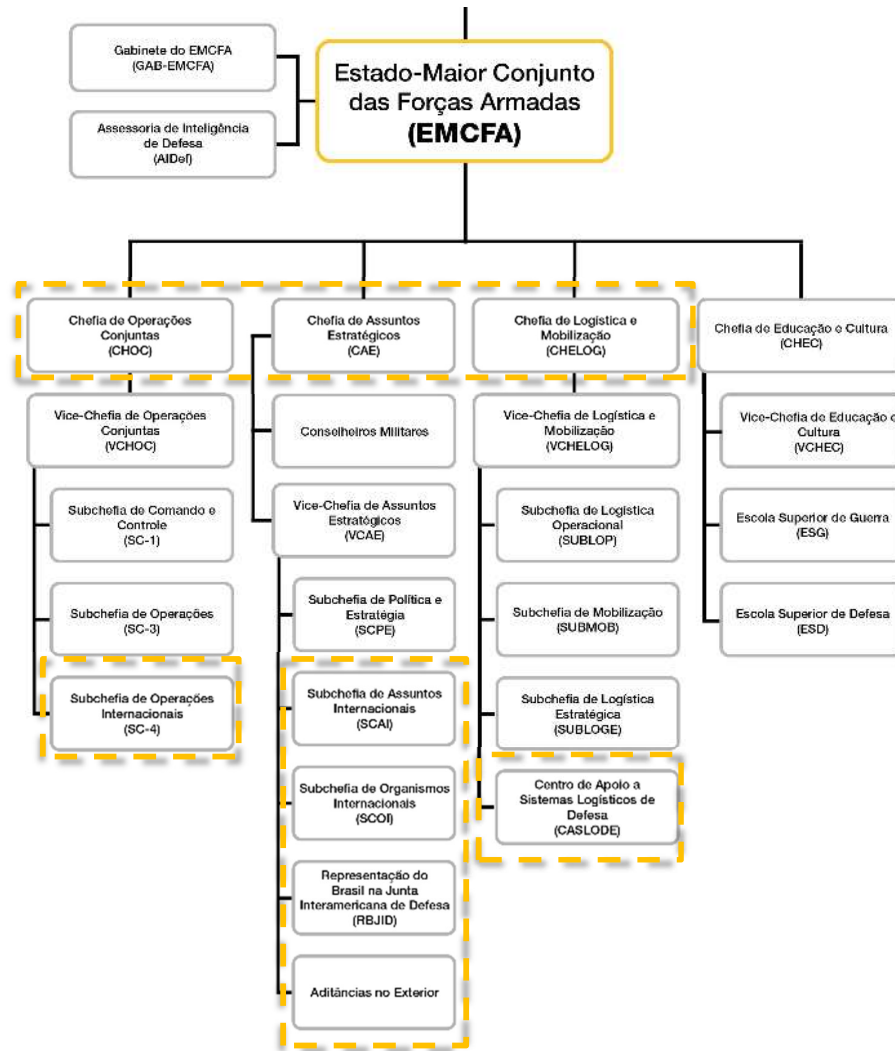 Gabinete do EMCFA
(GAB-EMCFA)
Assessoria de Inteligência
de Defesa
(AIDef)
Estado-Maior Conjunto
das Forças Armadas
(EMCFA)
Chefia de Operações
Conjuntas
(CHOC)
Chefia de Assuntos
Estratégicos
(CAE)
Chefia de Logística e
Mobilização
(CHELOG)
Chefia de Educação e Cultura
(CHEC)
Vice-Chefia de Operações
Conjuntas
(VCHOC)
Subchefia de Comando e
Controle
(SC-1)
Subchefia de Operações
(SC-3)
Subchefia de Operações
Internacionais
(SC-4)
Conselheiros Militares
Vice-Chefia de Assuntos
Estratégicos
(VCAE)
Subchefia de Política e
Estratégia
(SCPE)
Subchefia de Assuntos
Internacionais
(SCAI)
Subchefia de Organismos
Internacionais
(SCOI)
Representação do
Brasil na Junta
Interamericana de Defesa
(RBJID)
Aditâncias no Exterior
Vice-Chefia de Logística e
Mobilização
(VCHELOG)
Subchefia de Logística
Operacional
(SUBLOP)
Subchefia de Mobilização
(SUBMOB)
Subchefia de Logística
Estratégica
(SUBLOGE)
Centro de Apoio a
Sistemas Logísticos de
Defesa
(CASLODE)
Vice-Chefia de Educação e
Cultura
(VCHEC)
Escola Superior de Guerra
(ESG)
Escola Superior de Defesa
(ESD)